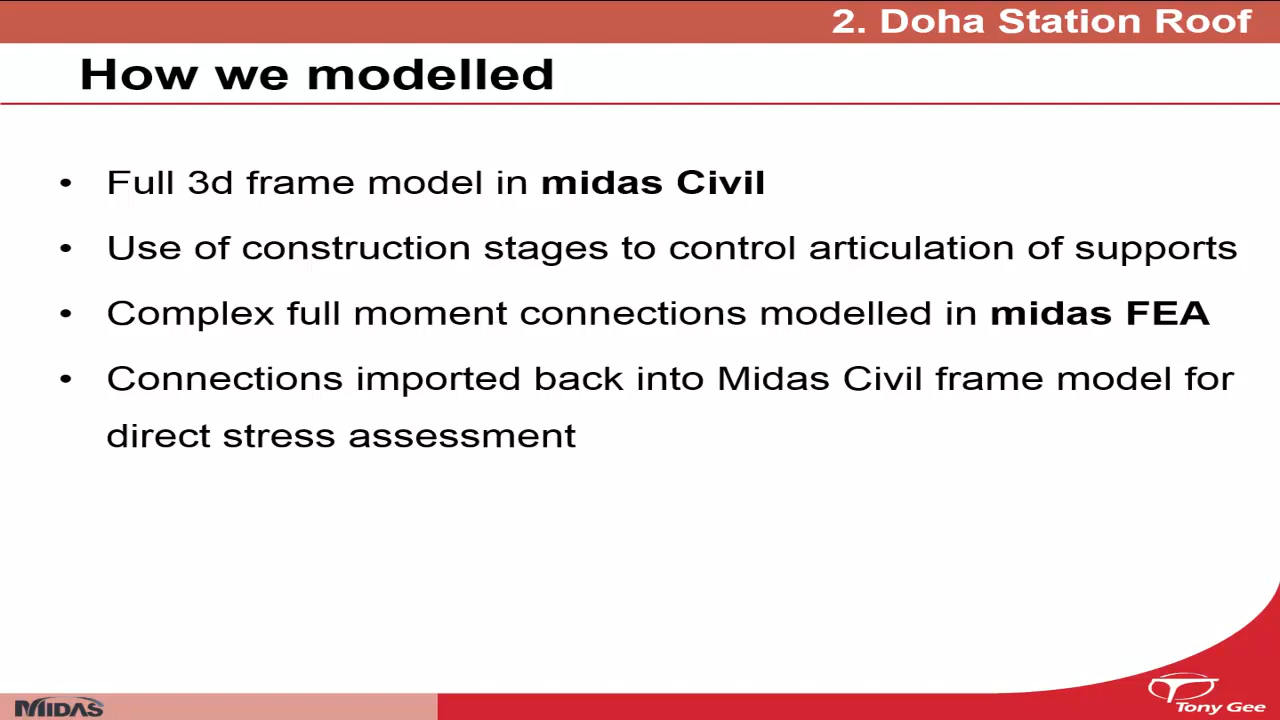 2. Doha Station Roof
How we modelled
• Full 3d frame model in midas Civil
• Use of construction stages to control articulation of supports
• Complex full moment connections modelled in midas FEA
• Connections imported back into Midas Civil frame model for
direct stress assessment
MIDAS
Tony Gee